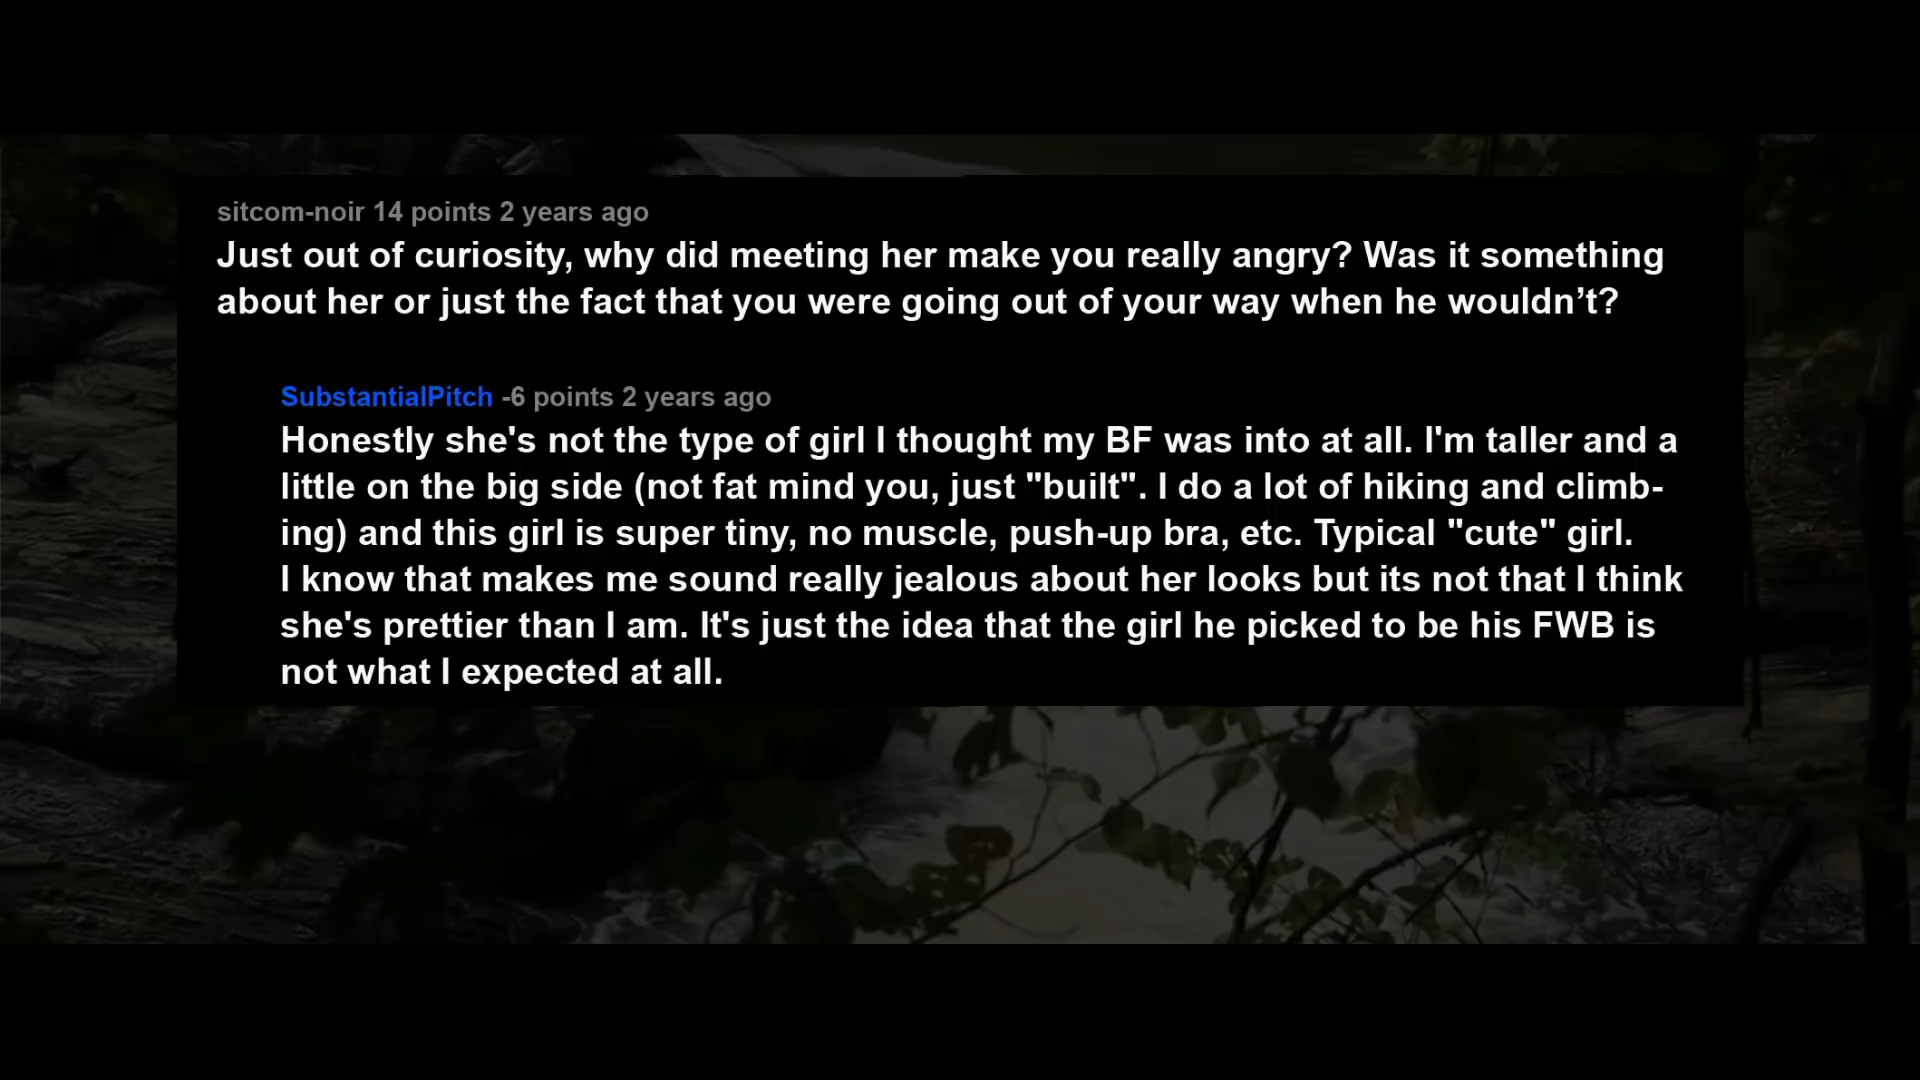 sitcom-noir 14 points 2 years ago
Just out of curiosity, why did meeting her make you really angry? Was it something
about her or just the fact that you were going out of your way when he wouldn’t?
SubstantialPitch -6 points 2 years ago
Honestly she's not the type of girl I thought my BF was into at all. I'm taller and a
little on the big side (not fat mind you, just "built". I do a lot of hiking and climb-
ing) and this girl is super tiny, no muscle, push-up bra, etc. Typical "cute" girl.
I know that makes me sound really jealous about her looks but its not that I think
she's prettier than I am. It's just the idea that the girl he picked to be his FWB is
not what I expected at all.